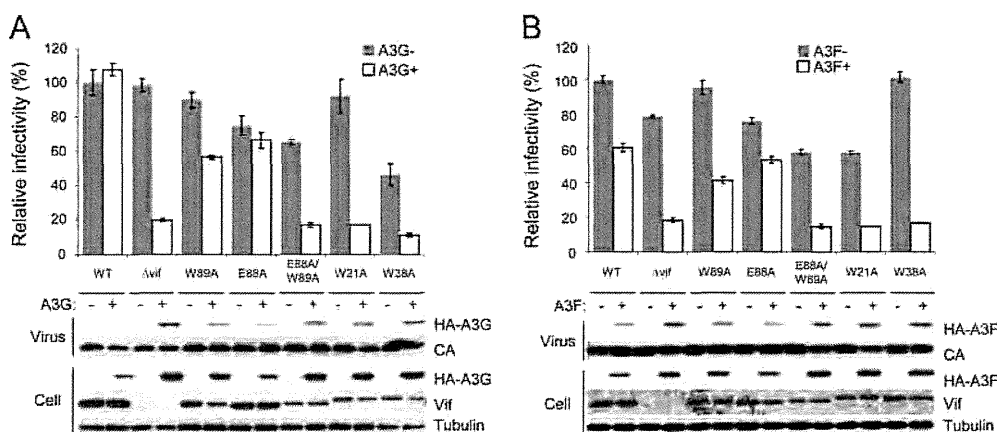 A
Relative infectivity (%)
120
100
80
60
40
20
0
A3G-
A3G+
WT
Δvif
W89A
E88A
E88A/
W89A
W21A
W38A
A3G: - + - + - + - + - + - + - +
Virus
HA-A3G
CA
Cell
HA-A3G
Vif
Tubulin
B
Relative infectivity (%)
120
100
80
60
40
20
0
A3F-
A3F+
WT
Δvif
W89A
E88A
E88A/
W89A
W21A
W38A
A3F: - + - + - + - + - + - + - +
Virus
HA-A3F
CA
Cell
HA-A3F
Vif
Tubulin